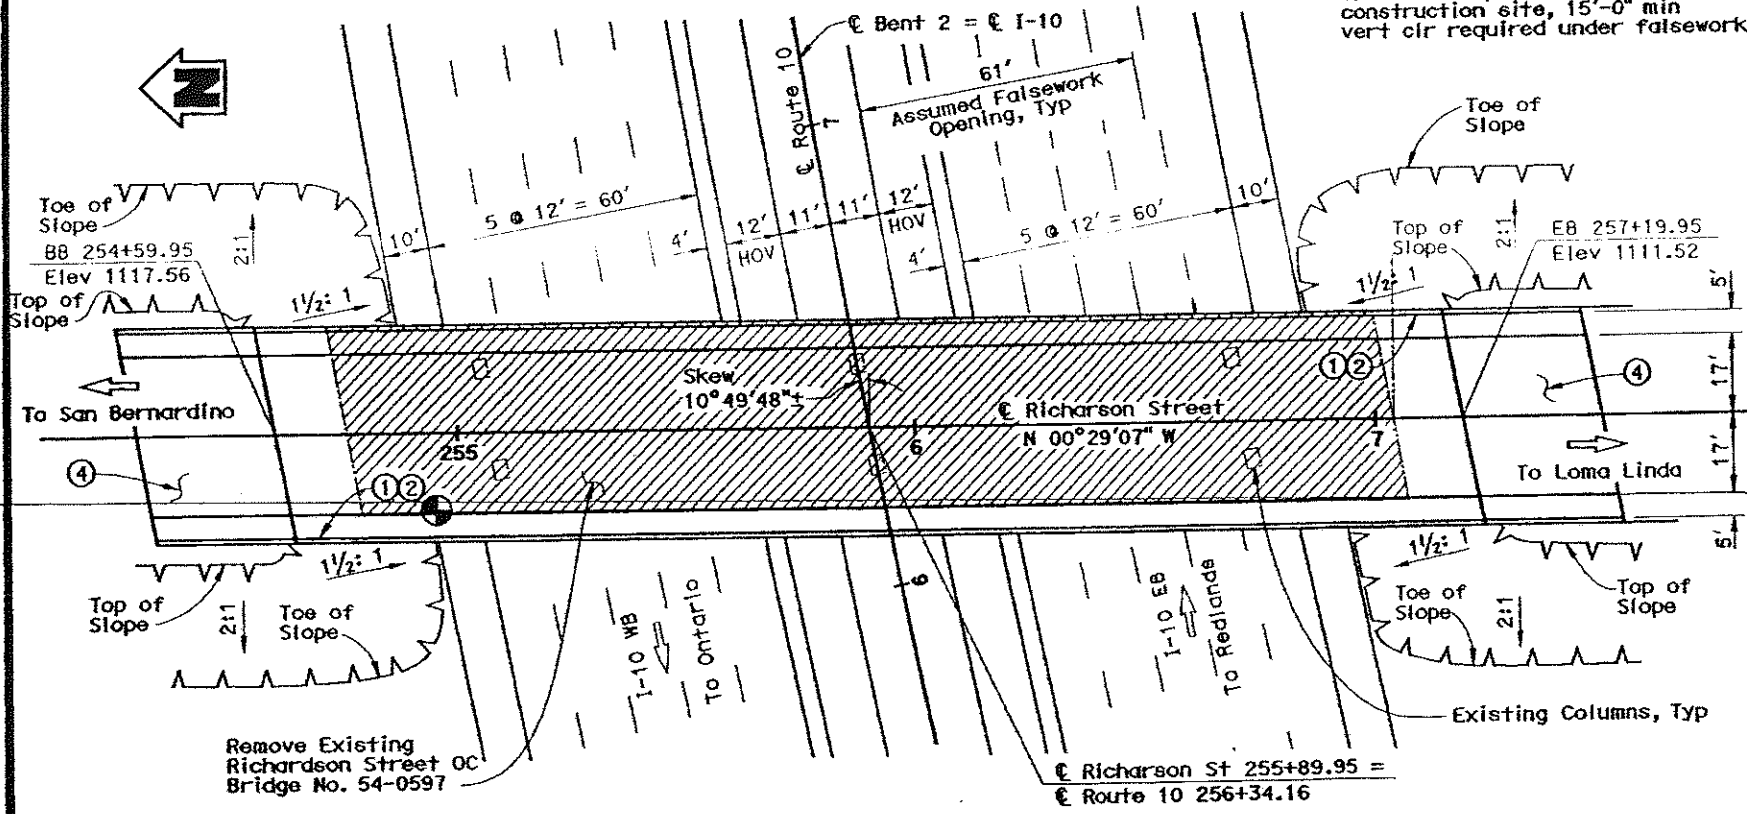 construction site, 15'-0" min
vert clr required under falsework
℄ Bent 2 = ℄ I-10
N
℄ Route 10
7
61'
Assumed Falsework
Opening, Typ
Toe of
Slope
Toe of
Slope
BB 254+59.95
Elev 1117.56
Top of
Slope
2:1
1½: 1
10'
5 @ 12' = 60'
4'
12'
HOV
11'
11'
12'
HOV
4'
5 @ 12' = 60'
10'
Top of
Slope
2:1
1½: 1
EB 257+19.95
Elev 1111.52
5'
17'
17'
5'
To San Bernardino
Skew
10°49'48"±
℄ Richarson Street
N 00°29'07" W
① ②
④
255
6
7
To Loma Linda
④
① ②
1½: 1
Top of
Slope
2:1
Toe of
Slope
I-10 WB
To Ontario
6
I-10 EB
To Redlands
1½: 1
Toe of
Slope
2:1
Top of
Slope
Existing Columns, Typ
Remove Existing
Richardson Street OC
Bridge No. 54-0597
℄ Richarson St 255+89.95 =
℄ Route 10 256+34.16